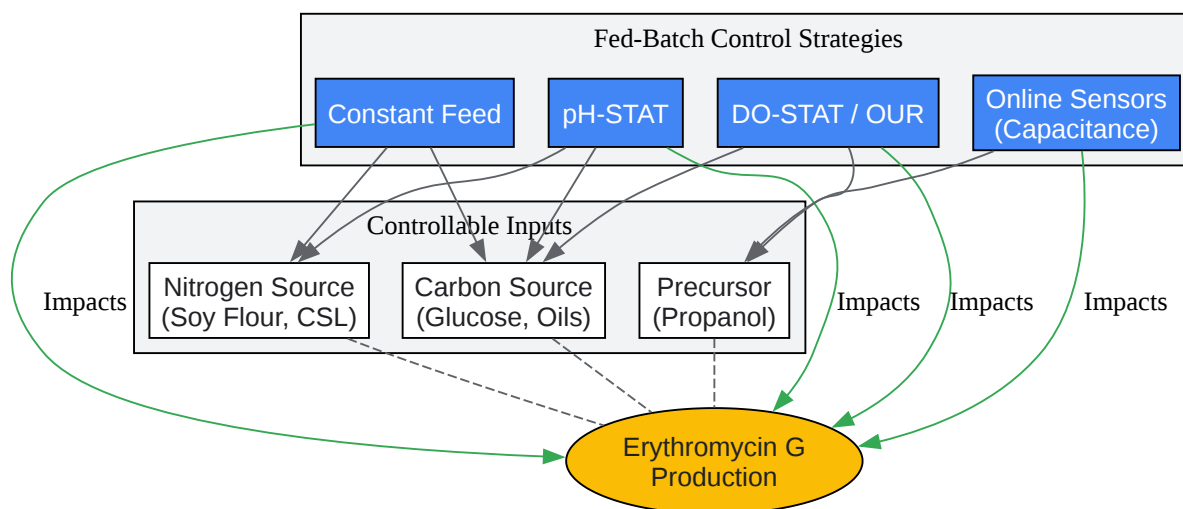 Fed-Batch Control Strategies
Constant Feed
pH-STAT
DO-STAT / OUR
Online Sensors
(Capacitance)
Controllable Inputs
Nitrogen Source
(Soy Flour, CSL)
Carbon Source
(Glucose, Oils)
Precursor
(Propanol)
Impacts
Impacts
Impacts
Impacts
Erythromycin G
Production